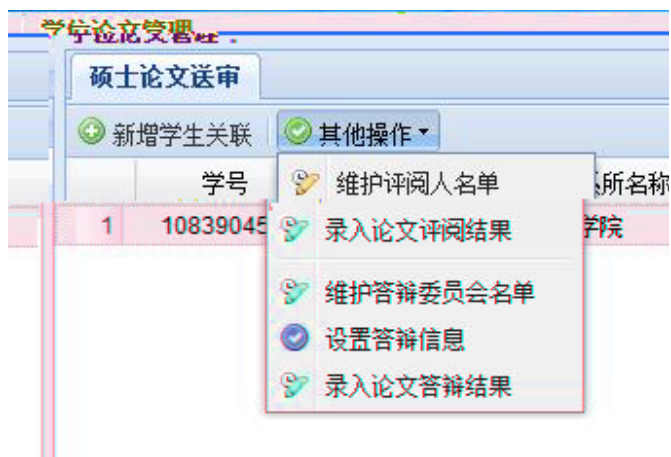 学位论文管理
硕士论文送审
新增学生关联 其他操作
学号 所名称
维护评阅人名单
1 10839045 学院
录入论文评阅结果
维护答辩委员会名单
设置答辩信息
录入论文答辩结果